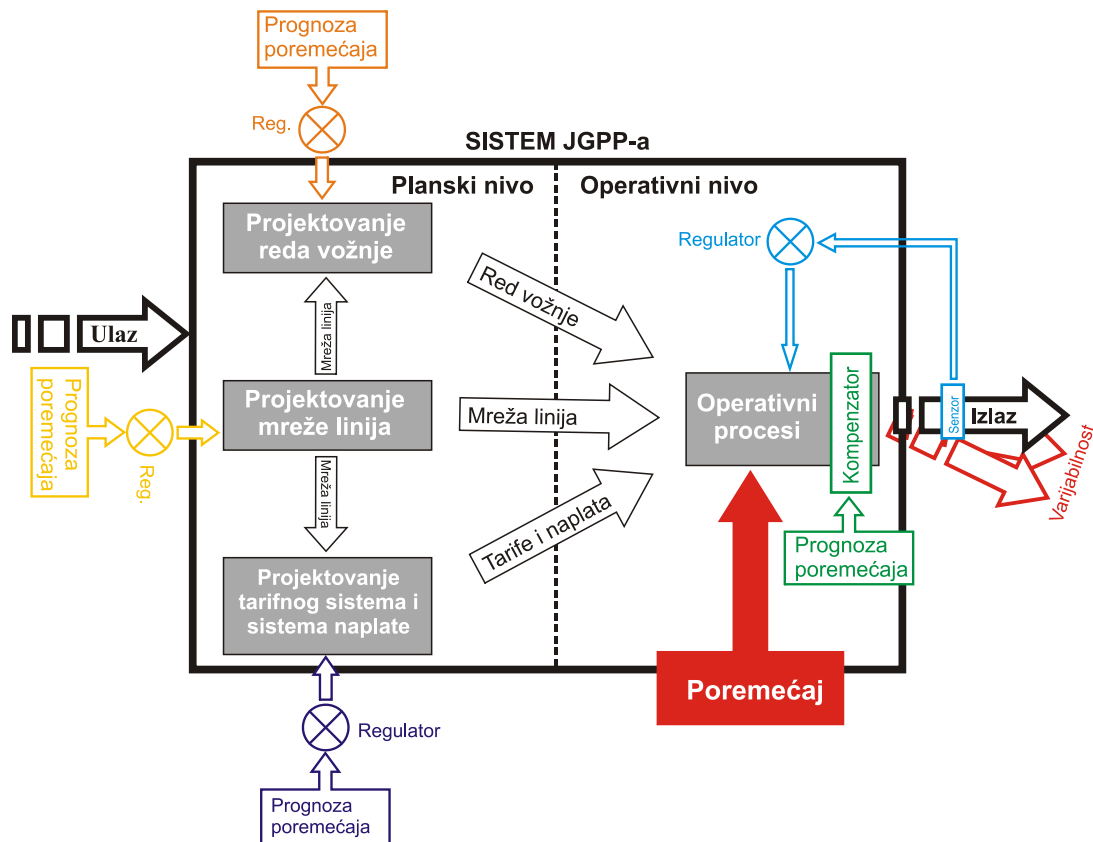 Prognoza
poremećaja
Reg.
SISTEM JGPP-a
Planski nivo
Operativni nivo
Projektovanje
reda vožnje
Regulator
Red vožnje
Mreža linija
Ulaz
Prognoza
poremećaja
Reg.
Projektovanje
mreže linija
Mreža linija
Operativni
procesi
Kompenzator
Senzor
Izlaz
Varijabilnost
Mreža linija
Tarife i naplata
Prognoza
poremećaja
Projektovanje
tarifnog sistema i
sistema naplate
Poremećaj
Regulator
Prognoza
poremećaja